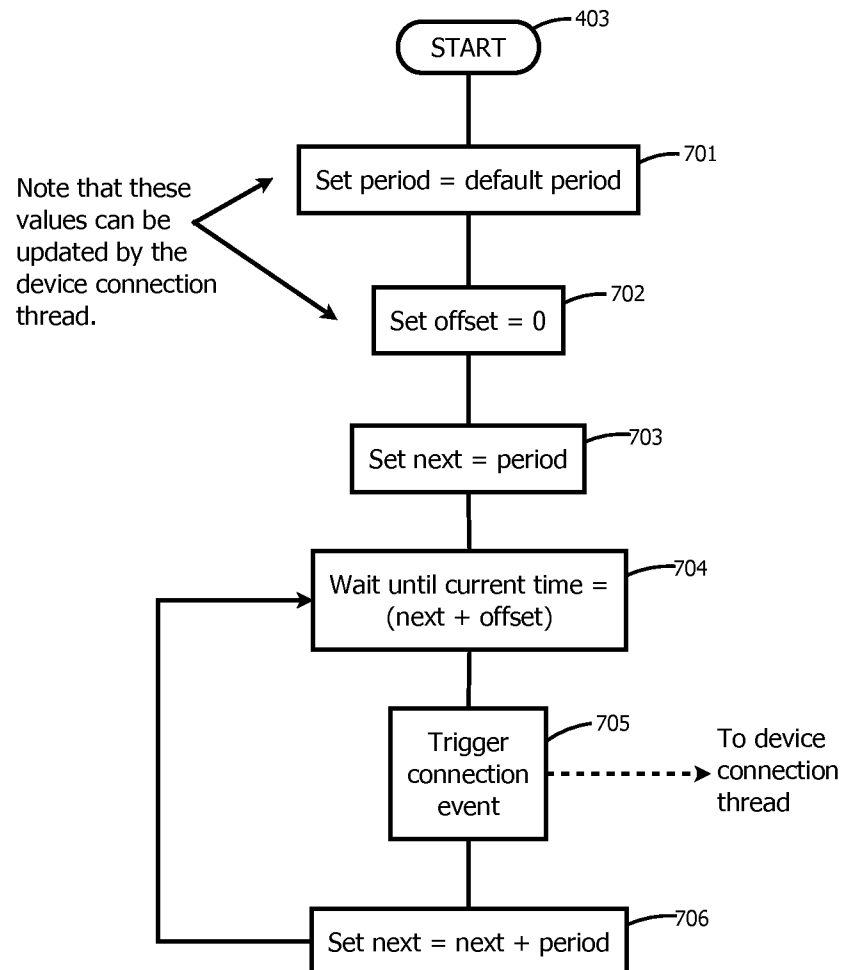 START
403
Set period = default period
701
Note that these
values can be
updated by the
device connection
thread.
Set offset = 0
702
Set next = period
703
Wait until current time =
(next + offset)
704
Trigger
connection
event
705
To device
connection
thread
Set next = next + period
706